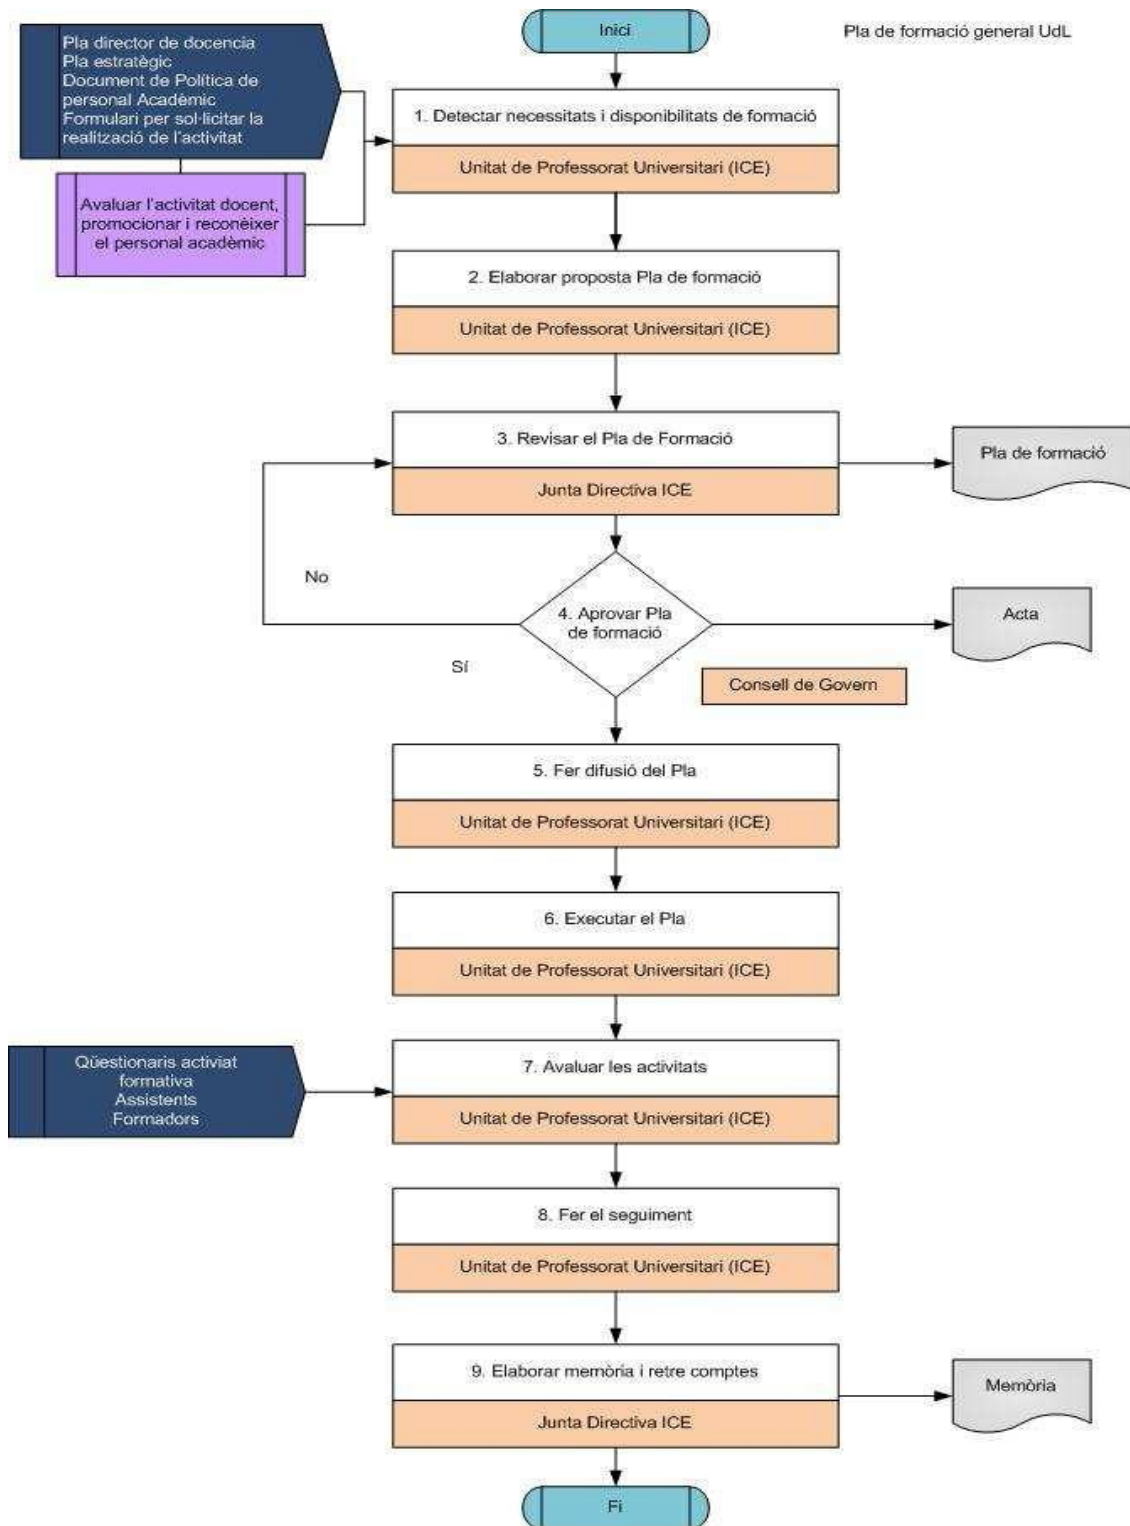 Inici
Pla de formació general UdL
Pla director de docencia
Pla estratègic
Document de Política de
personal Acadèmic
Formulari per sol·licitar la
realització de l'activitat
1. Detectar necessitats i disponibilitats de formació
Unitat de Professorat Universitari (ICE)
Avaluar l'activitat docent,
promocionar i reconèixer
el personal acadèmic
2. Elaborar proposta Pla de formació
Unitat de Professorat Universitari (ICE)
3. Revisar el Pla de Formació
Junta Directiva ICE
Pla de formació
No
4. Aprovar Pla
de formació
Acta
Sí
Consell de Govern
5. Fer difusió del Pla
Unitat de Professorat Universitari (ICE)
6. Executar el Pla
Unitat de Professorat Universitari (ICE)
Qüestionaris activiat
formativa
Assistents
Formadors
7. Avaluar les activitats
Unitat de Professorat Universitari (ICE)
8. Fer el seguiment
Unitat de Professorat Universitari (ICE)
9. Elaborar memòria i retre comptes
Junta Directiva ICE
Memòria
Fi